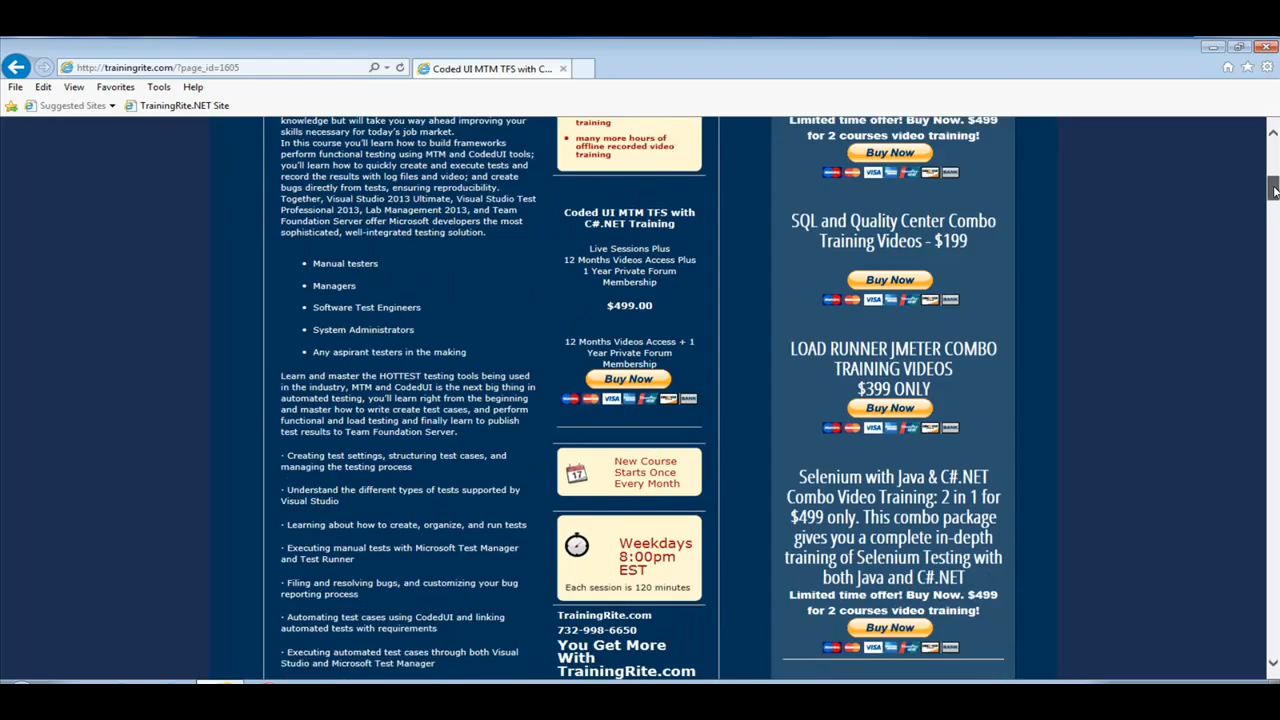 http://trainingrite.com/?page_id=1605
Coded UI MTM TFS with C...
File Edit View Favorites Tools Help
Suggested Sites
TrainingRite.NET Site
knowledge but will take you way ahead improving your
skills necessary for today's job market.
In this course you'll learn how to build frameworks
perform functional testing using MTM and CodedUI tools;
you'll learn how to quickly create and execute tests and
record the results with log files and video; and create
bugs directly from tests, ensuring reproducibility.
Together, Visual Studio 2013 Ultimate, Visual Studio Test
Professional 2013, Lab Management 2013, and Team
Foundation Server offer Microsoft developers the most
sophisticated, well-integrated testing solution.
• Manual testers
• Managers
• Software Test Engineers
• System Administrators
• Any aspirant testers in the making
Learn and master the HOTTEST testing tools being used
in the industry, MTM and CodedUI is the next big thing in
automated testing, you'll learn right from the beginning
and master how to write create test cases, and perform
functional and load testing and finally learn to publish
test results to Team Foundation Server.
· Creating test settings, structuring test cases, and
managing the testing process
· Understand the different types of tests supported by
Visual Studio
· Learning about how to create, organize, and run tests
· Executing manual tests with Microsoft Test Manager
and Test Runner
· Filing and resolving bugs, and customizing your bug
reporting process
· Automating test cases using CodedUI and linking
automated tests with requirements
· Executing automated test cases through both Visual
Studio and Microsoft Test Manager
training
• many more hours of
offline recorded video
training
Coded UI MTM TFS with
C#.NET Training
Live Sessions Plus
12 Months Videos Access Plus
1 Year Private Forum
Membership
$499.00
12 Months Videos Access + 1
Year Private Forum
Membership
Buy Now
VISA
BANK
17
New Course
Starts Once
Every Month
Weekdays
8:00pm
EST
Each session is 120 minutes
TrainingRite.com
732-998-6650
You Get More
With
TrainingRite.com
Limited time offer! Buy Now. $499
for 2 courses video training!
Buy Now
VISA
BANK
SQL and Quality Center Combo
Training Videos - $199
Buy Now
VISA
BANK
LOAD RUNNER JMETER COMBO
TRAINING VIDEOS
$399 ONLY
Buy Now
VISA
BANK
Selenium with Java & C#.NET
Combo Video Training: 2 in 1 for
$499 only. This combo package
gives you a complete in-depth
training of Selenium Testing with
both Java and C#.NET
Limited time offer! Buy Now. $499
for 2 courses video training!
Buy Now
VISA
BANK